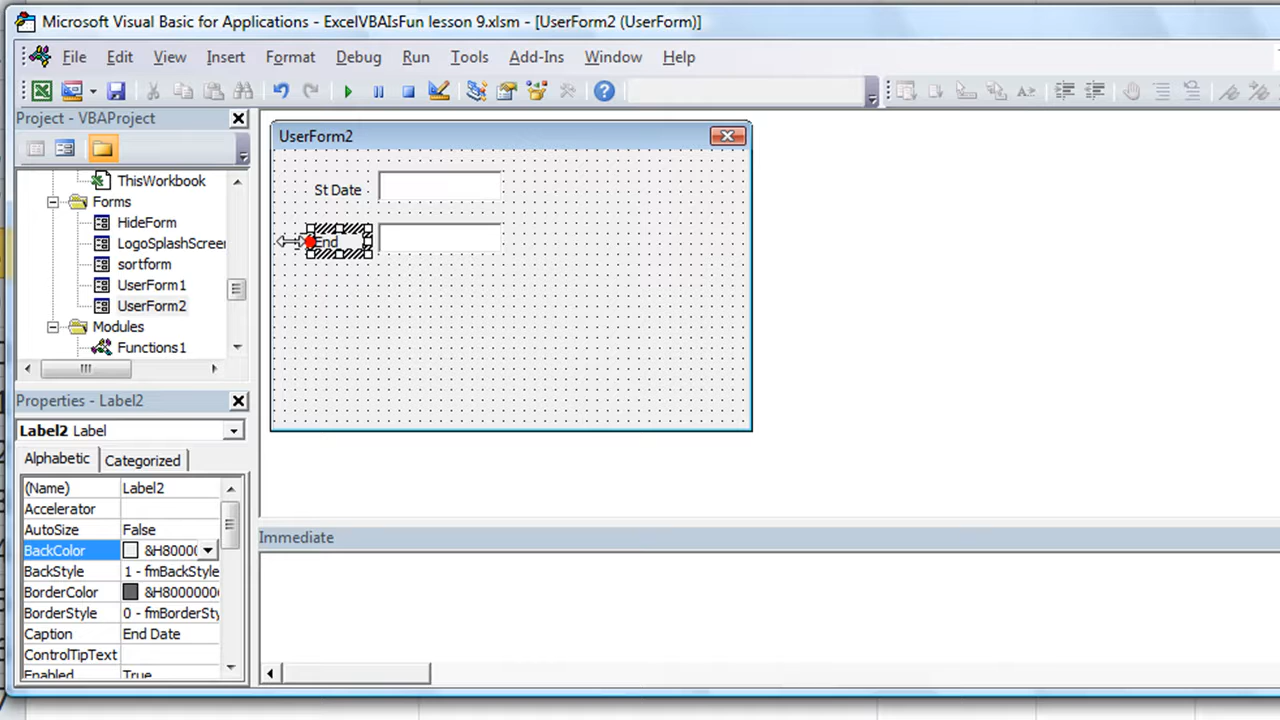 Microsoft Visual Basic for Applications - ExcelVBAIsFun lesson 9.xlsm - [UserForm2 (UserForm)]
File Edit View Insert Format Debug Run Tools Add-Ins Window Help
Project - VBAProject
ThisWorkbook
Forms
HideForm
LogoSplashScree
sortform
UserForm1
UserForm2
Modules
Functions1
UserForm2
St Date
End
Properties - Label2
Label2 Label
Alphabetic Categorized
(Name) Label2
Accelerator
AutoSize False
BackColor &H8000(
BackStyle 1 - fmBackStyle
BorderColor &H8000000
BorderStyle 0 - fmBorderSty
Caption End Date
ControlTipText
Enabled True
Immediate